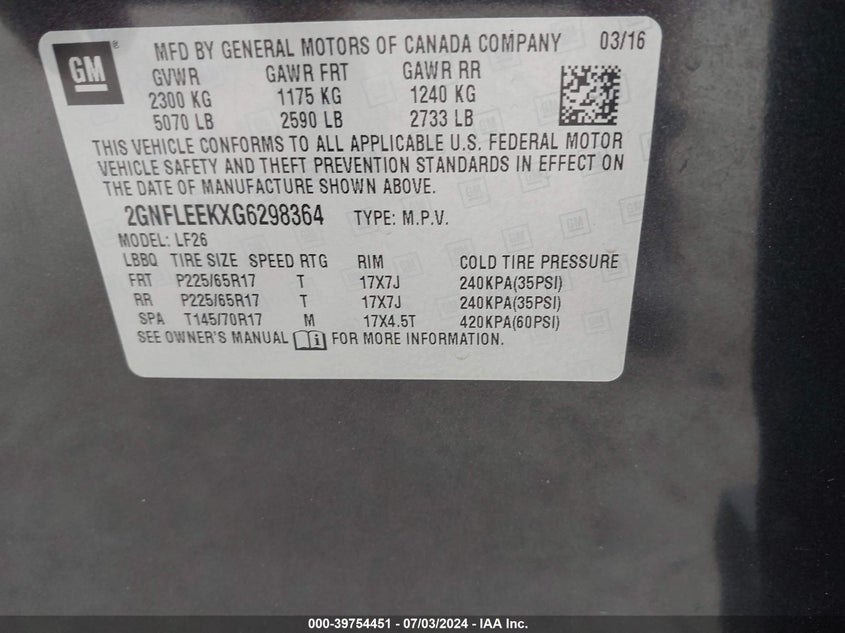 GM ® MFD BY GENERAL MOTORS OF CANADA COMPANY 03/16
GVWR GAWR FRT GAWR RR
2300 KG 1175 KG 1240 KG
5070 LB 2590 LB 2733 LB
THIS VEHICLE CONFORMS TO ALL APPLICABLE U.S. FEDERAL MOTOR
VEHICLE SAFETY AND THEFT PREVENTION STANDARDS IN EFFECT ON
THE DATE OF MANUFACTURE SHOWN ABOVE.
2GNFLEEKXG6298364 TYPE: M.P.V.
MODEL: LF26
LBBQ TIRE SIZE SPEED RTG RIM COLD TIRE PRESSURE
FRT P225/65R17 T 17X7J 240KPA(35PSI)
RR P225/65R17 T 17X7J 240KPA(35PSI)
SPA T145/70R17 M 17X4.5T 420KPA(60PSI)
SEE OWNER'S MANUAL i FOR MORE INFORMATION.
000-39754451 - 07/03/2024 - IAA Inc.